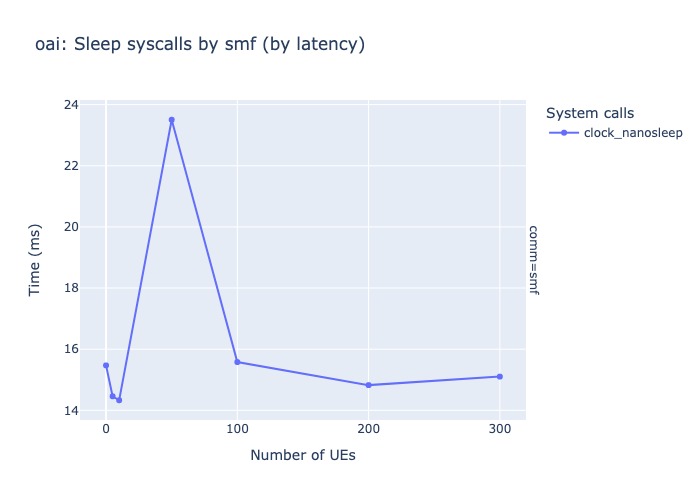 oai: Sleep syscalls by smf (by latency)
System calls
clock_nanosleep
24
22
20
18
16
14
Time (ms)
comm=smf
0
100
200
300
Number of UEs